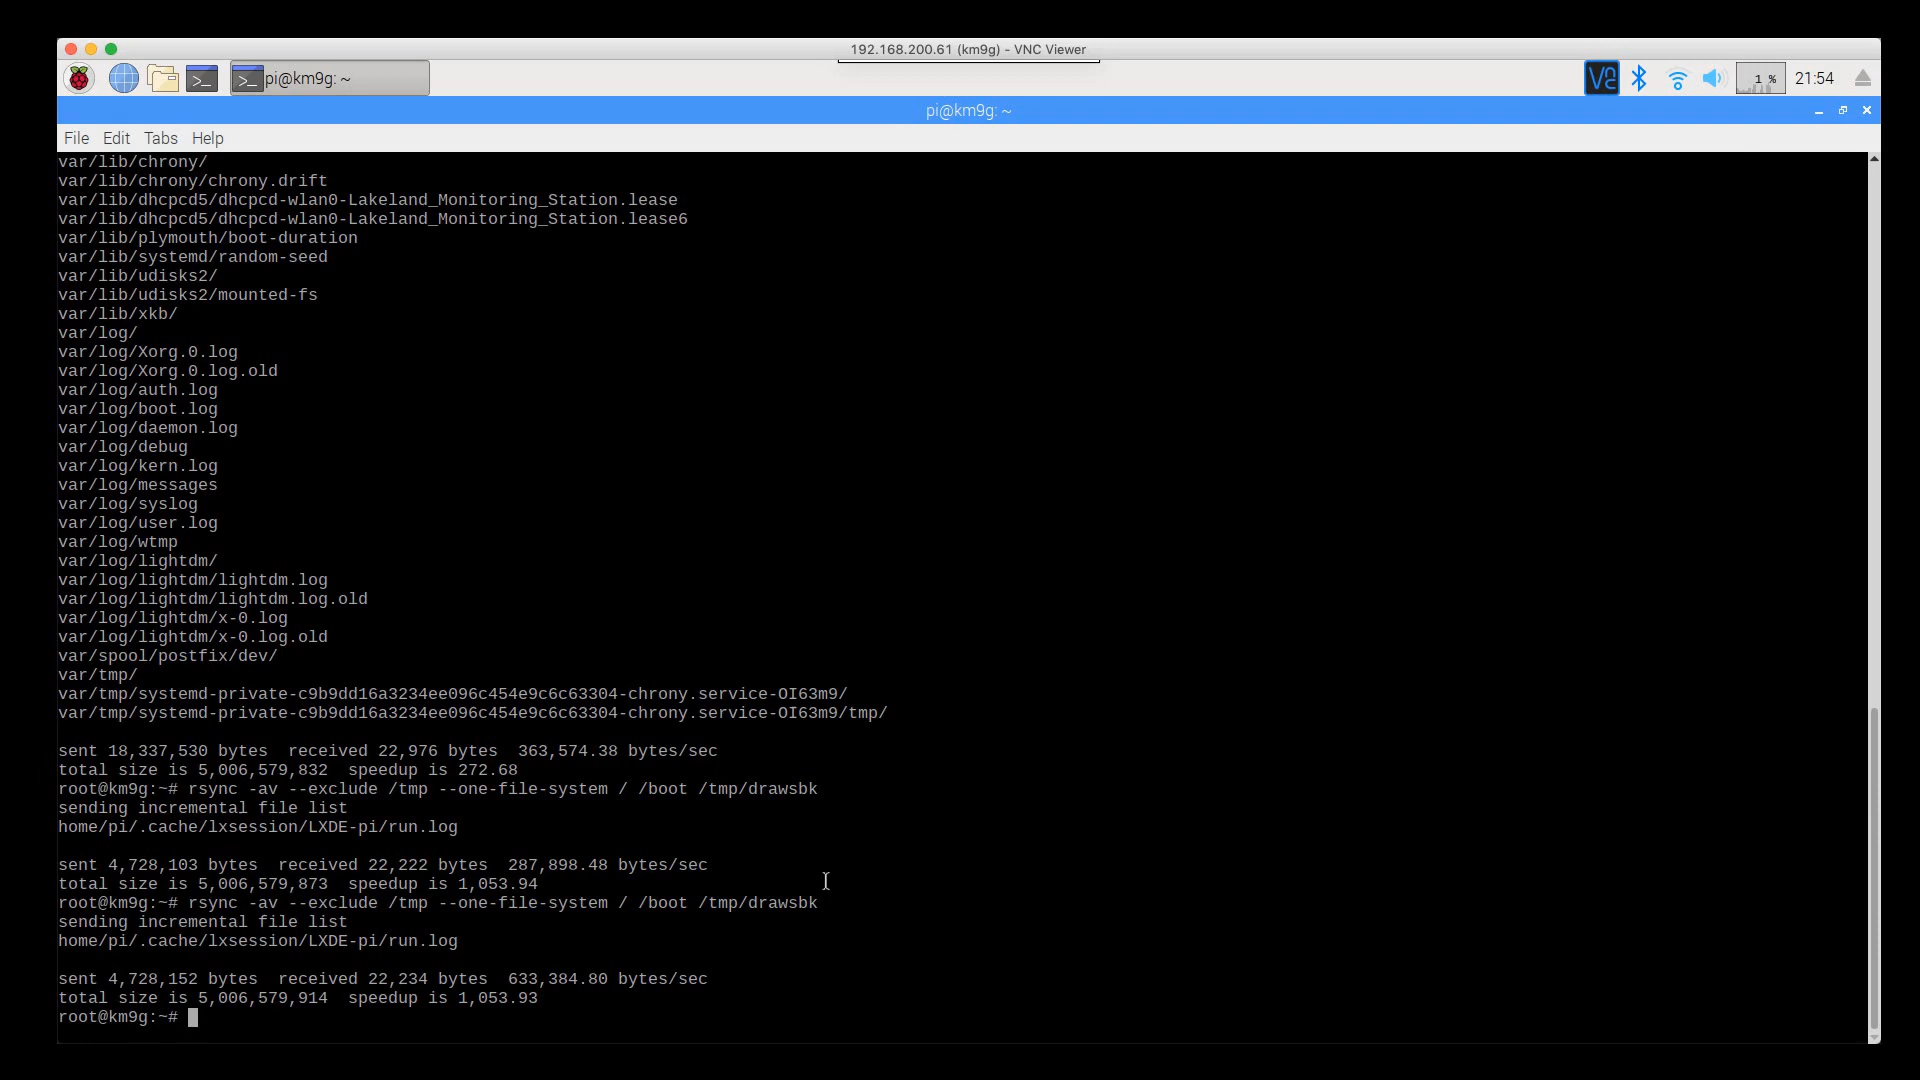 192.168.200.61 (km9g) - VNC Viewer
pi@km9g: ~
1 %
21:54
pi@km9g: ~
File Edit Tabs Help
var/lib/chrony/
var/lib/chrony/chrony.drift
var/lib/dhcpcd5/dhcpcd-wlan0-Lakeland_Monitoring_Station.lease
var/lib/dhcpcd5/dhcpcd-wlan0-Lakeland_Monitoring_Station.lease6
var/lib/plymouth/boot-duration
var/lib/systemd/random-seed
var/lib/udisks2/
var/lib/udisks2/mounted-fs
var/lib/xkb/
var/log/
var/log/Xorg.0.log
var/log/Xorg.0.log.old
var/log/auth.log
var/log/boot.log
var/log/daemon.log
var/log/debug
var/log/kern.log
var/log/messages
var/log/syslog
var/log/user.log
var/log/wtmp
var/log/lightdm/
var/log/lightdm/lightdm.log
var/log/lightdm/lightdm.log.old
var/log/lightdm/x-0.log
var/log/lightdm/x-0.log.old
var/spool/postfix/dev/
var/tmp/
var/tmp/systemd-private-c9b9dd16a3234ee096c454e9c6c63304-chrony.service-OI63m9/
var/tmp/systemd-private-c9b9dd16a3234ee096c454e9c6c63304-chrony.service-OI63m9/tmp/
sent 18,337,530 bytes  received 22,976 bytes  363,574.38 bytes/sec
total size is 5,006,579,832  speedup is 272.68
root@km9g:~# rsync -av --exclude /tmp --one-file-system / /boot /tmp/drawsbk
sending incremental file list
home/pi/.cache/lxsession/LXDE-pi/run.log
sent 4,728,103 bytes  received 22,222 bytes  287,898.48 bytes/sec
total size is 5,006,579,873  speedup is 1,053.94
root@km9g:~# rsync -av --exclude /tmp --one-file-system / /boot /tmp/drawsbk
sending incremental file list
home/pi/.cache/lxsession/LXDE-pi/run.log
sent 4,728,152 bytes  received 22,234 bytes  633,384.80 bytes/sec
total size is 5,006,579,914  speedup is 1,053.93
root@km9g:~#